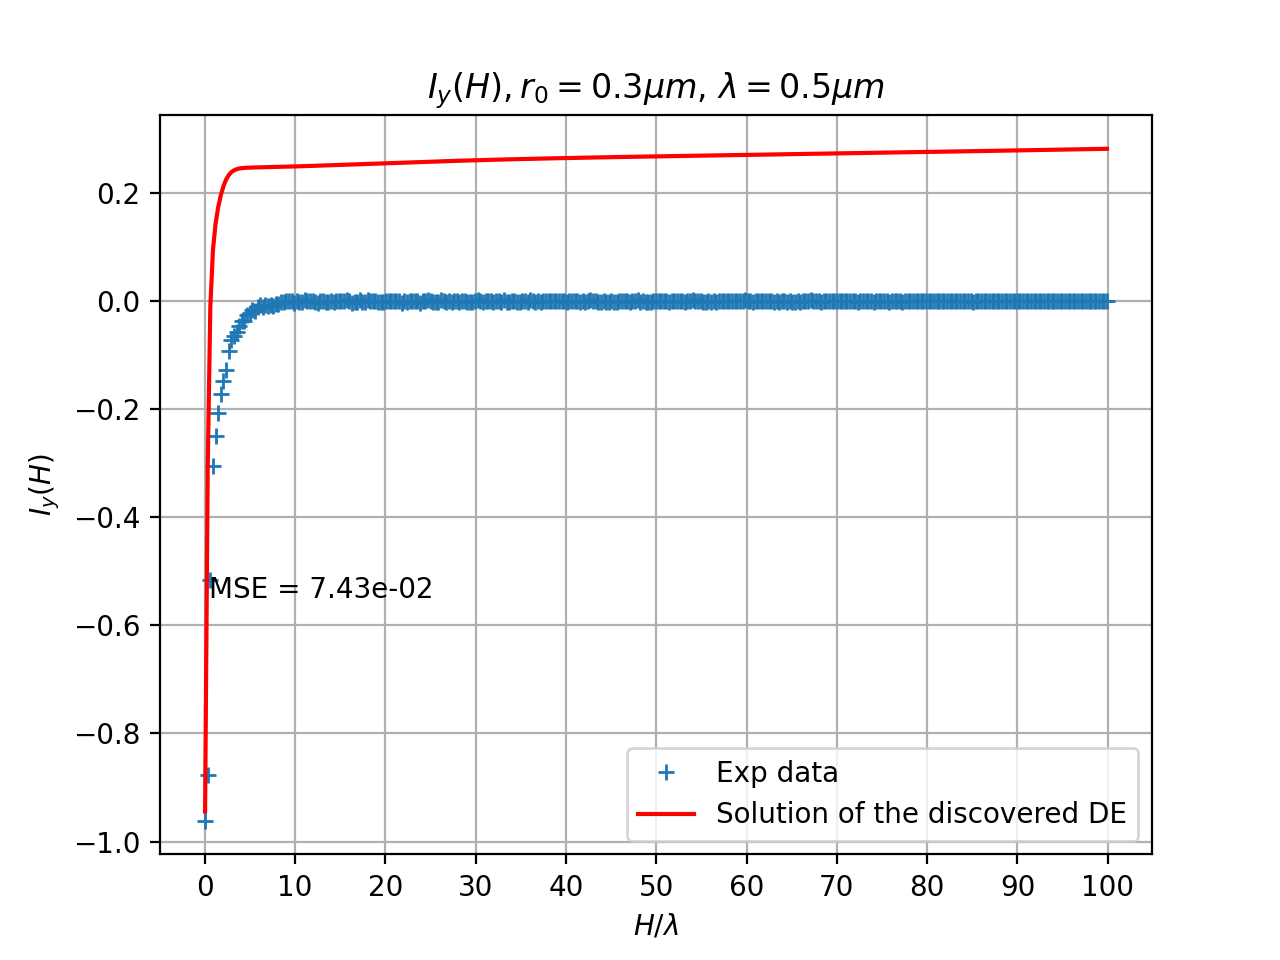 I_y(H), r_0 = 0.3μm, λ = 0.5μm
I_y(H)
0.2
0.0
−0.2
−0.4
−0.6
−0.8
−1.0
MSE = 7.43e-02
Exp data
Solution of the discovered DE
0 10 20 30 40 50 60 70 80 90 100
H/λ